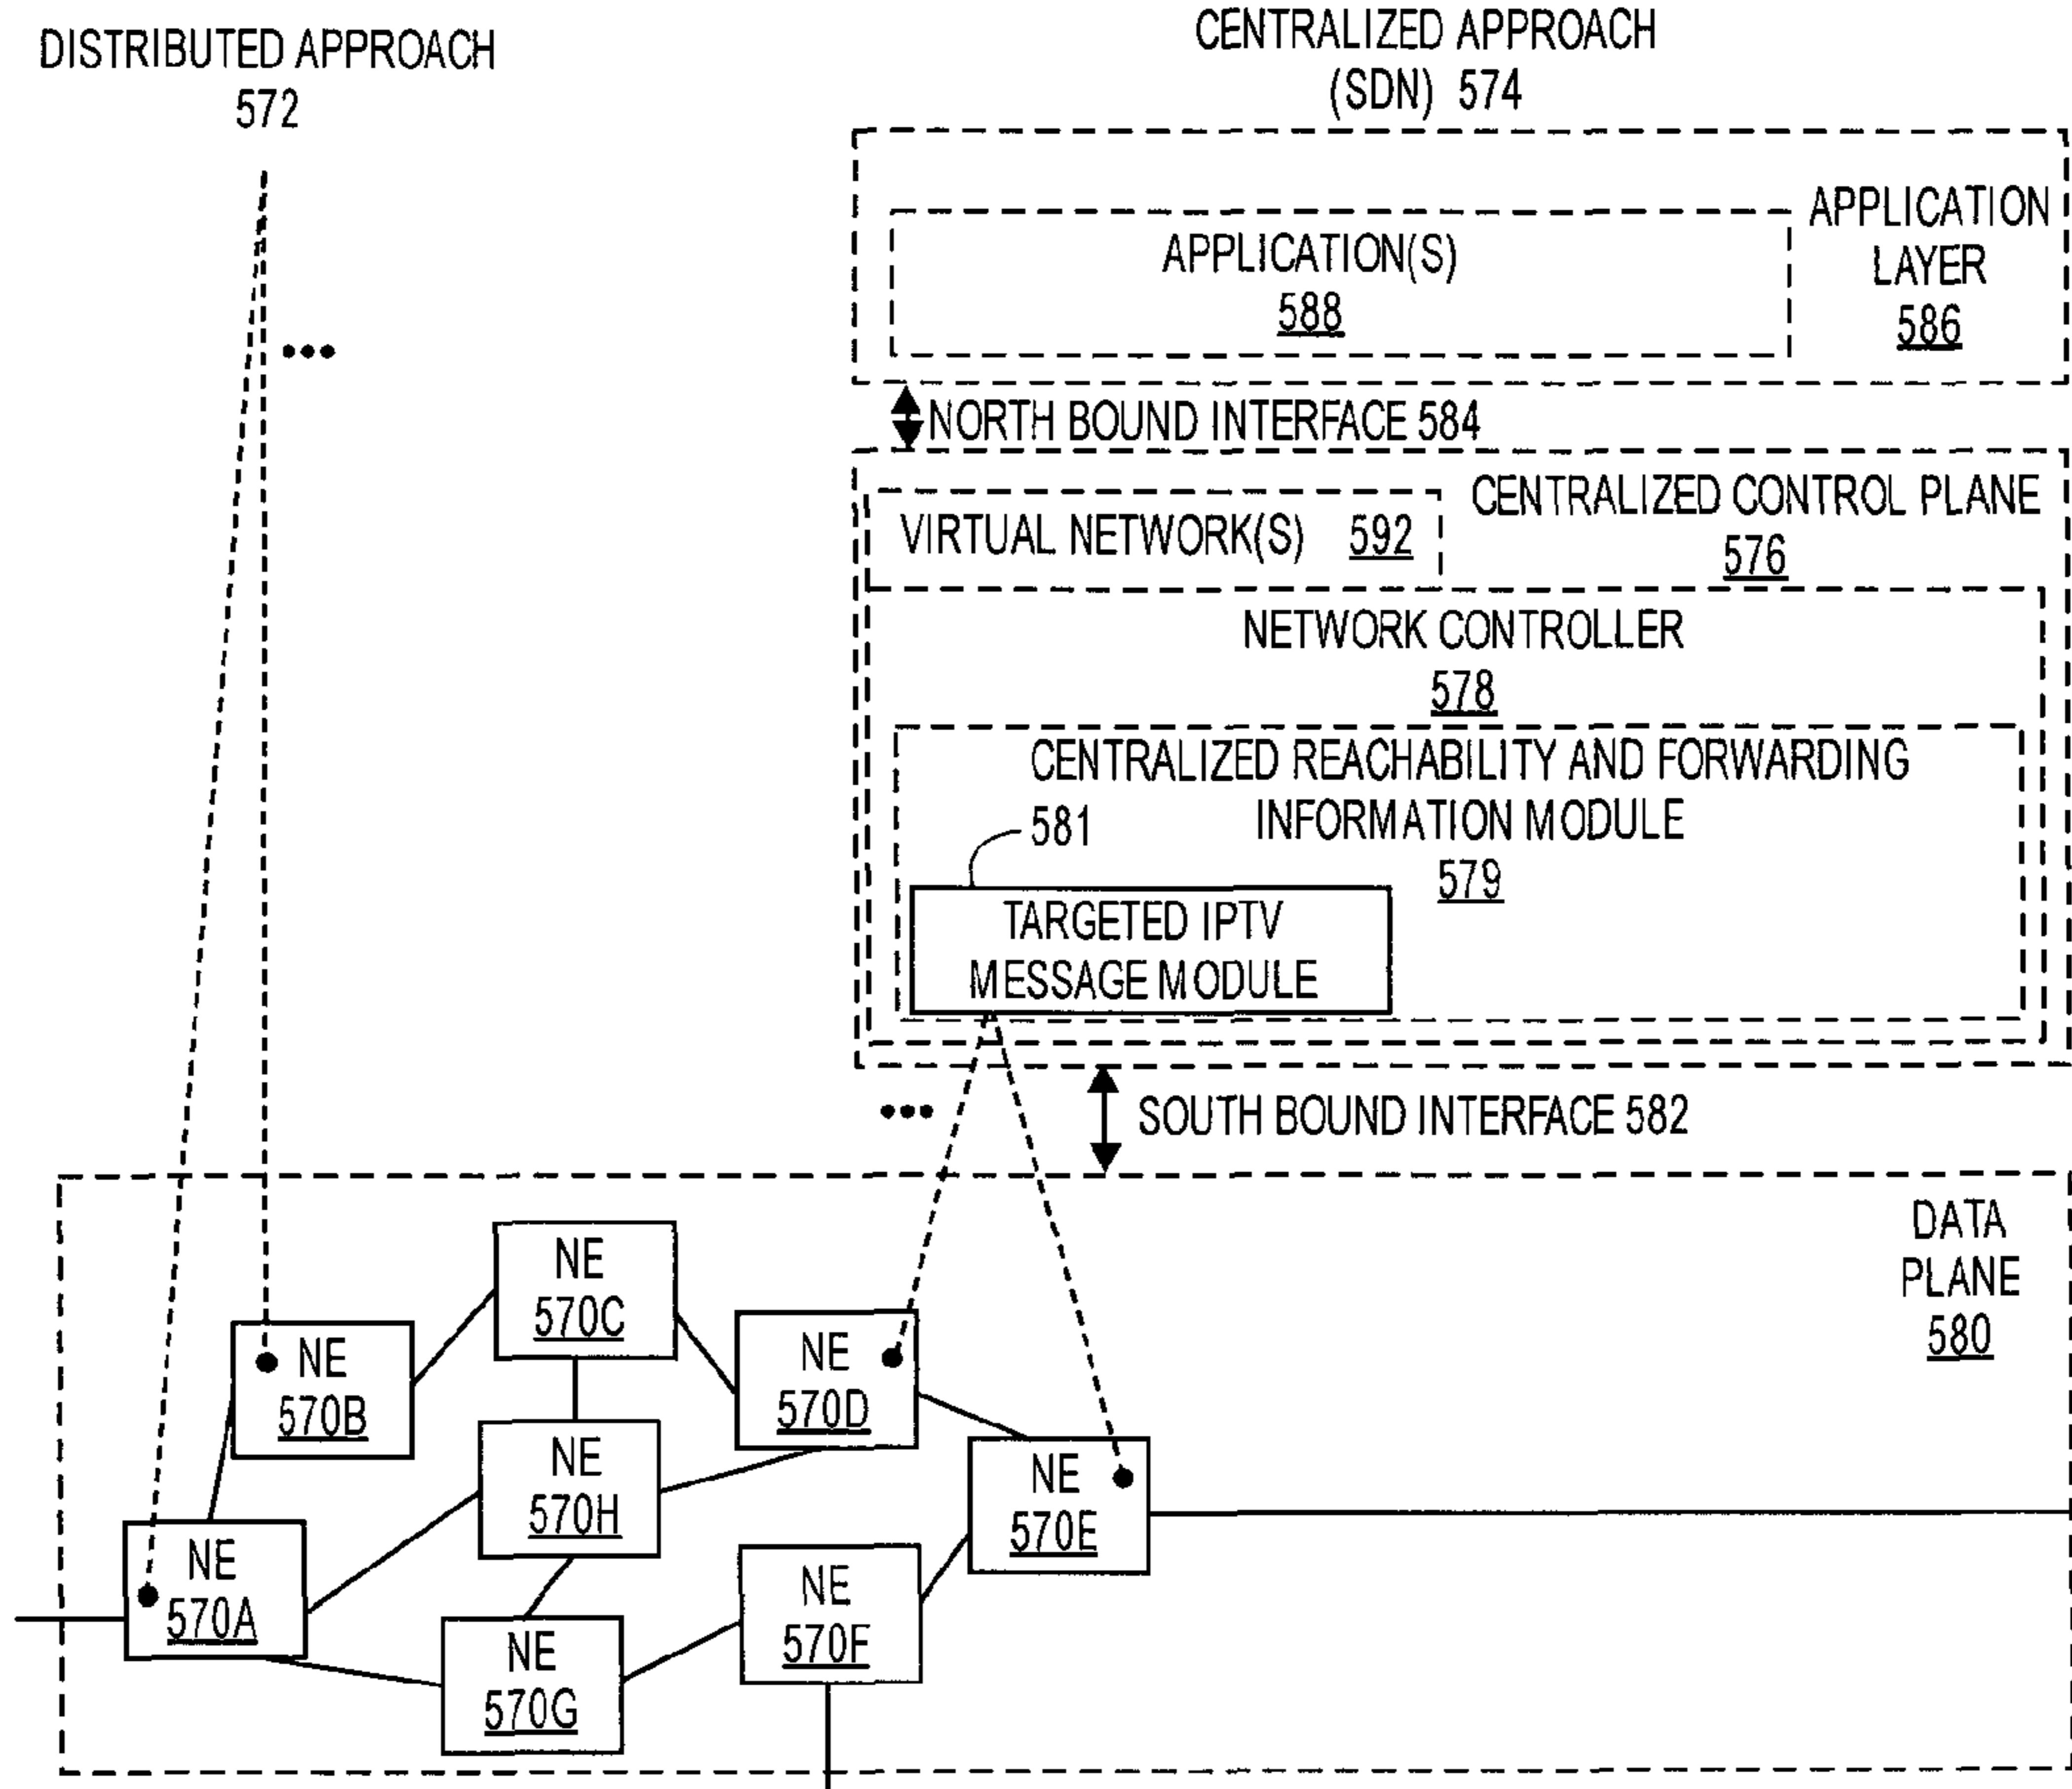 DISTRIBUTED APPROACH
572
CENTRALIZED APPROACH
(SDN) 574
APPLICATION(S)
588
APPLICATION
LAYER
586
NORTH BOUND INTERFACE 584
VIRTUAL NETWORK(S) 592
CENTRALIZED CONTROL PLANE
576
NETWORK CONTROLLER
578
CENTRALIZED REACHABILITY AND FORWARDING
INFORMATION MODULE
579
581
TARGETED IPTV
MESSAGE MODULE
SOUTH BOUND INTERFACE 582
DATA
PLANE
580
NE
570C
NE
570B
NE
570D
NE
570H
NE
570E
NE
570A
NE
570F
NE
570G